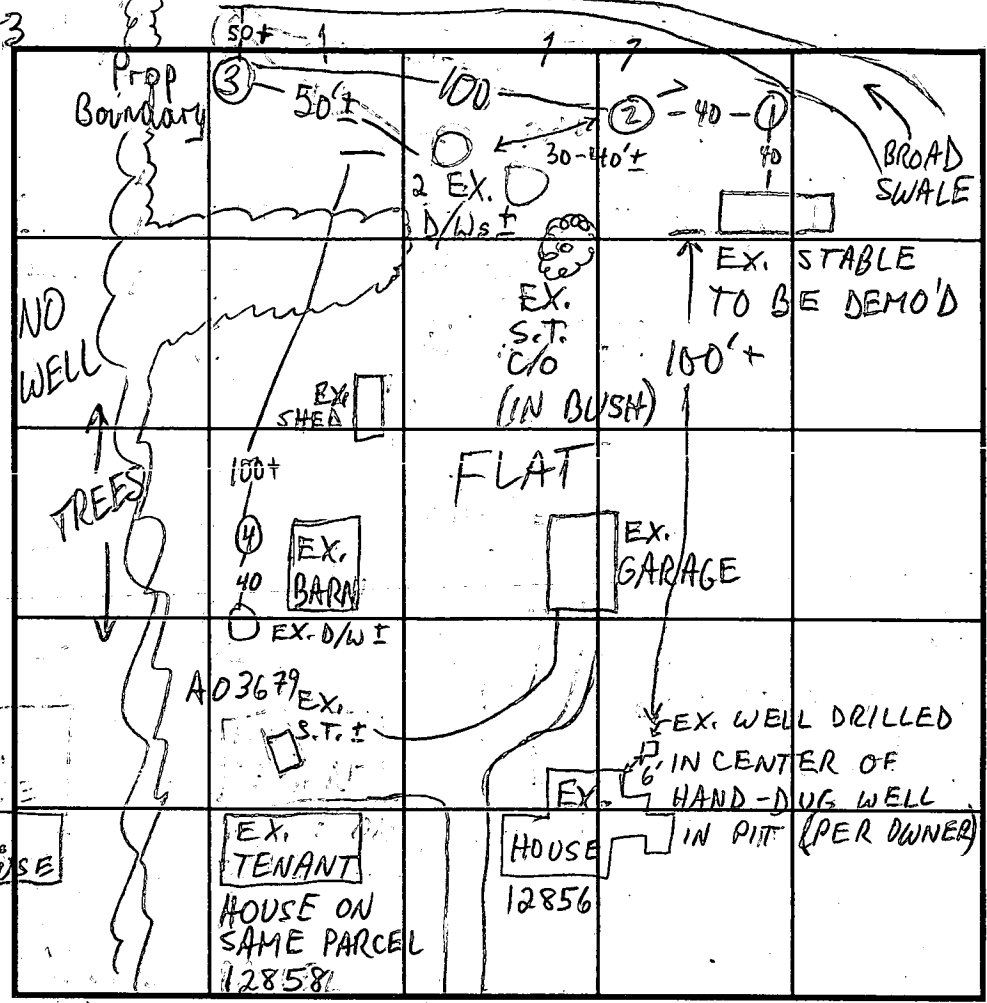 3
50+
1
1
7
Prop
Boundary
3
50'±
100
2
- 40 -
1
30-40'±
40
BROAD
SWALE
2 EX.
D/Ws ±
EX. STABLE
TO BE DEMO'D
NO
WELL
EX.
S.T.
C/O
(IN BUSH)
100'+
EX.
SHED
TREES
100+
FLAT
4
EX.
BARN
EX.
GARAGE
40
EX. D/W ±
A03679
EX.
S.T. ±
EX. WELL DRILLED
6' IN CENTER OF
HAND-DUG WELL
IN PIT (PER OWNER)
EX.
HOUSE
12856
EX.
TENANT
HOUSE ON
SAME PARCEL
12858